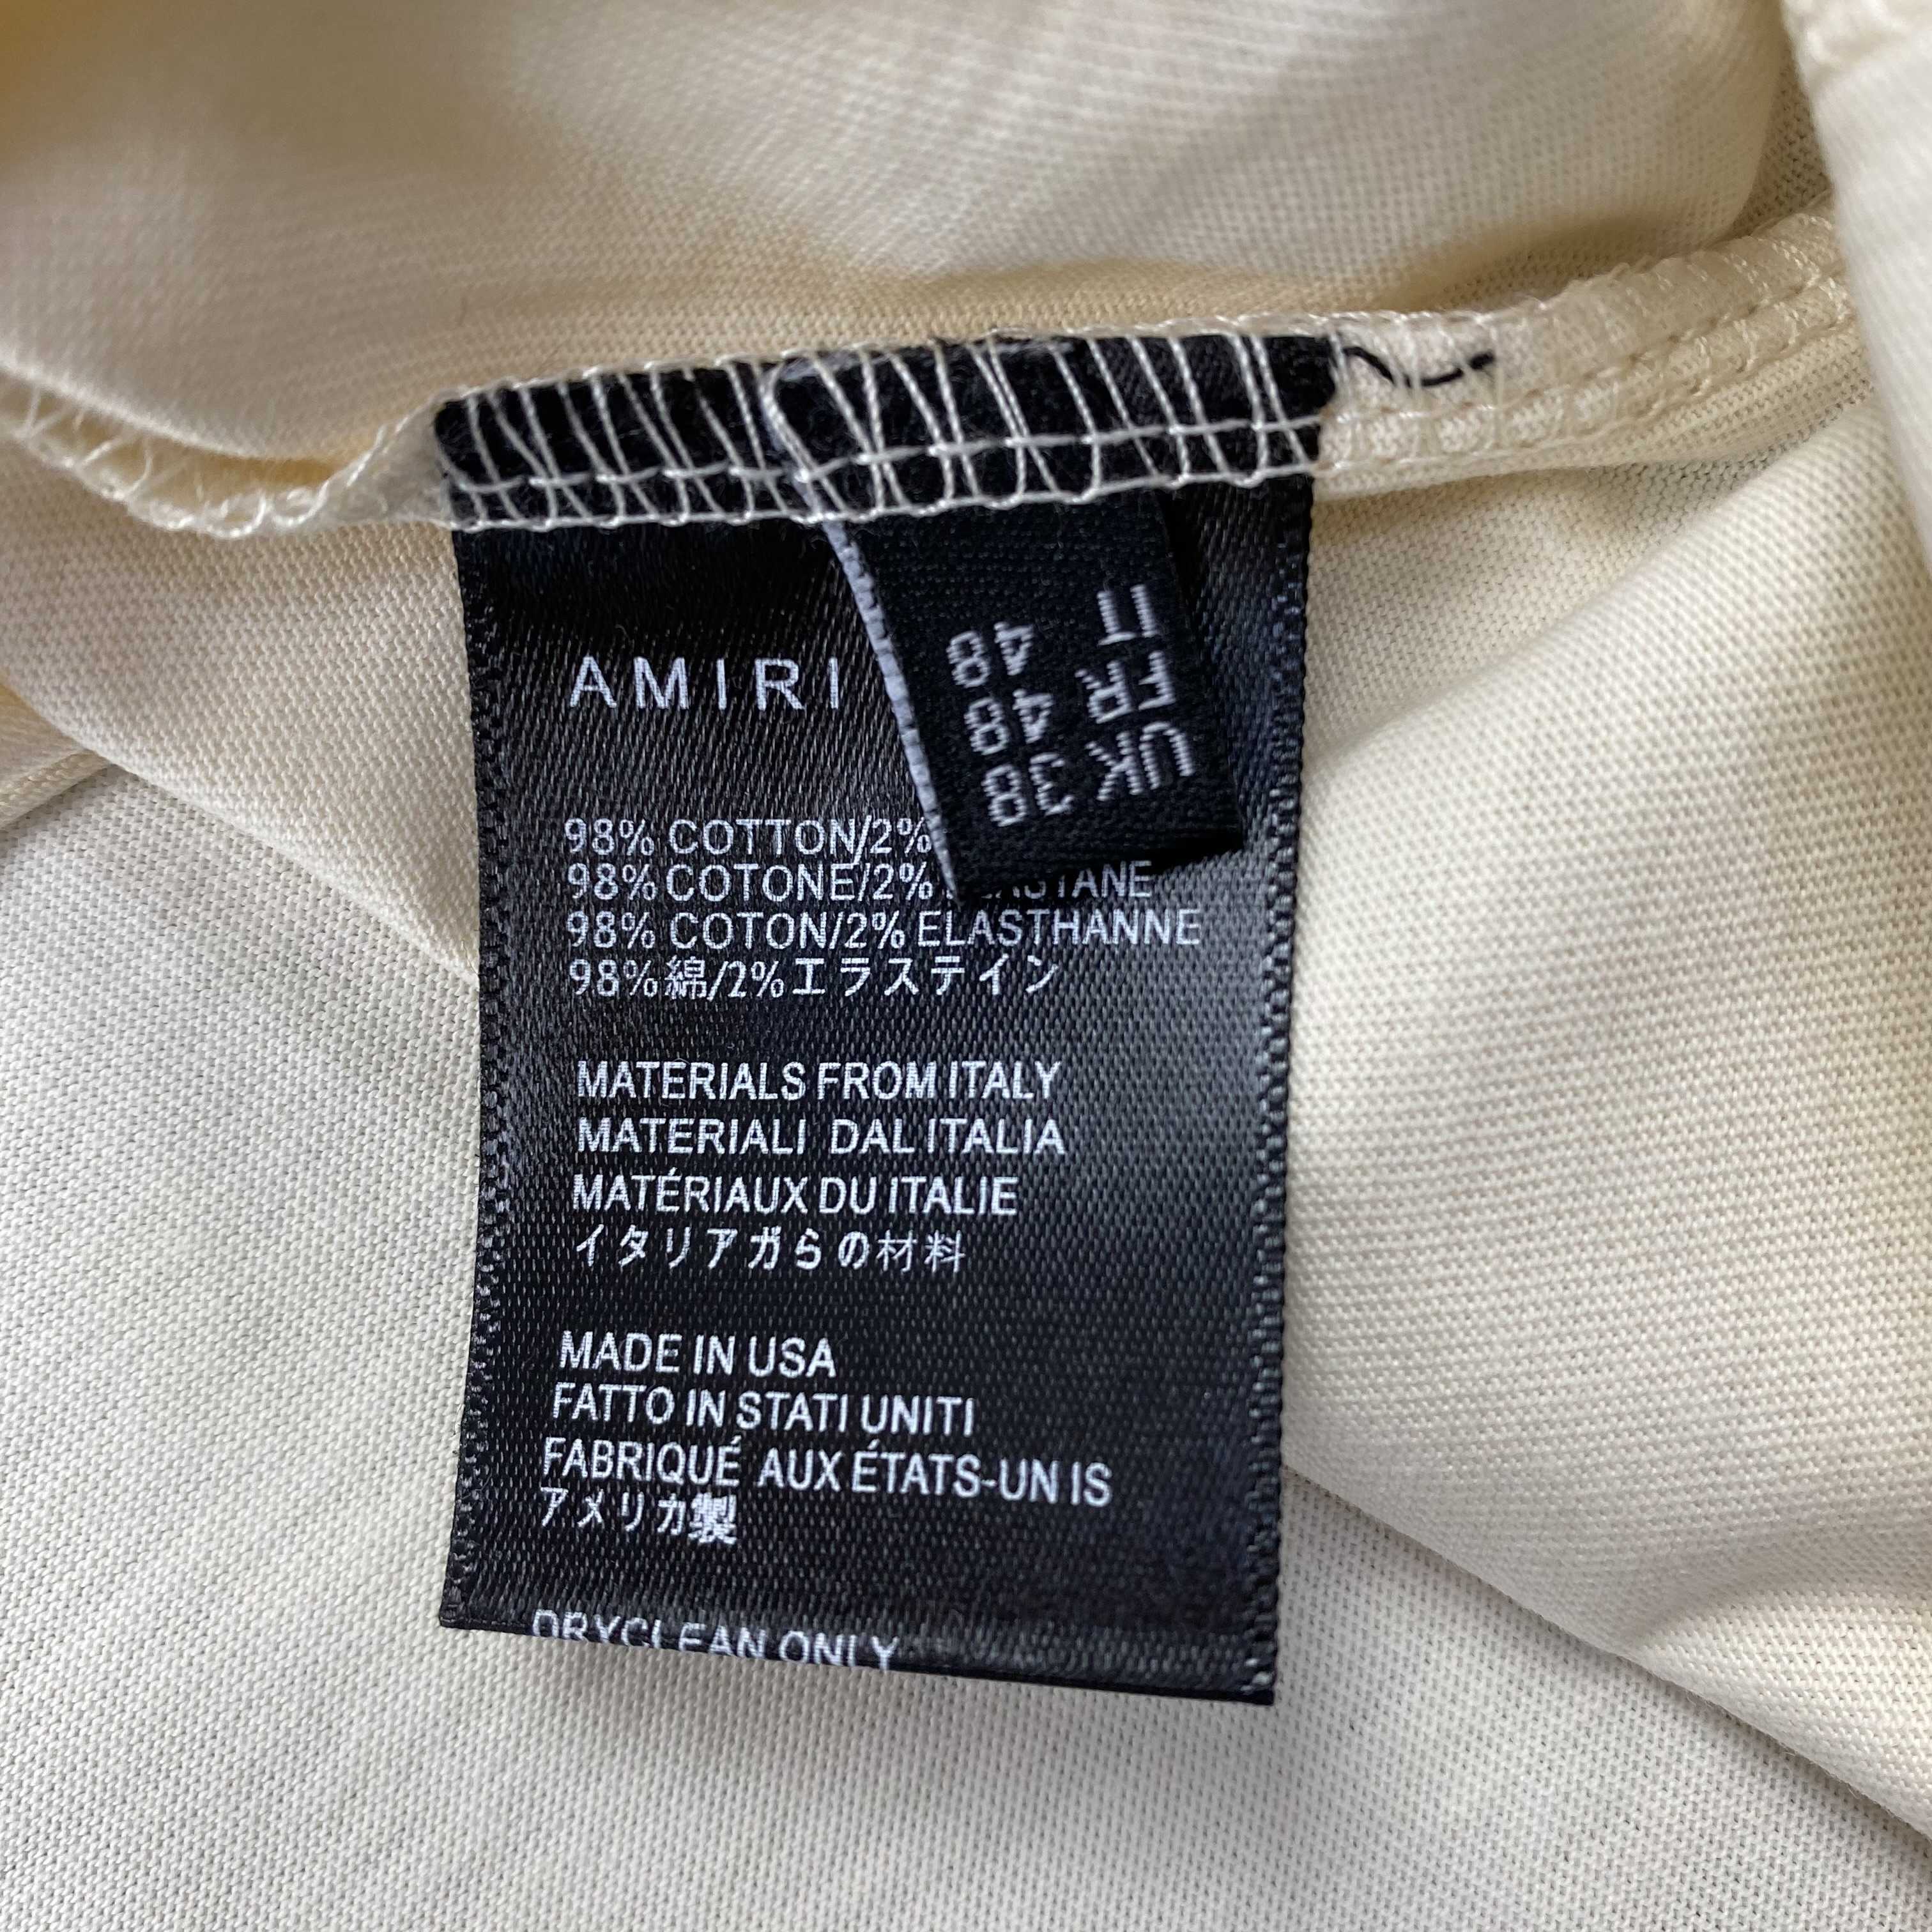 AMIRI
IT 48
FR 48
UK 38
98% COTTON/2%
98% COTONE/2%
98% COTON/2% ELASTHANNE
98%綿/2%エラステイン
MATERIALS FROM ITALY
MATERIALI DALITALIA
MATÉRIAUX DU ITALIE
イタリアガらの材料
MADE IN USA
FATTO IN STATI UNITI
FABRIQUÉ AUX ÉTATS-UN IS
アメリカ製
DRYCLEAN ONLY